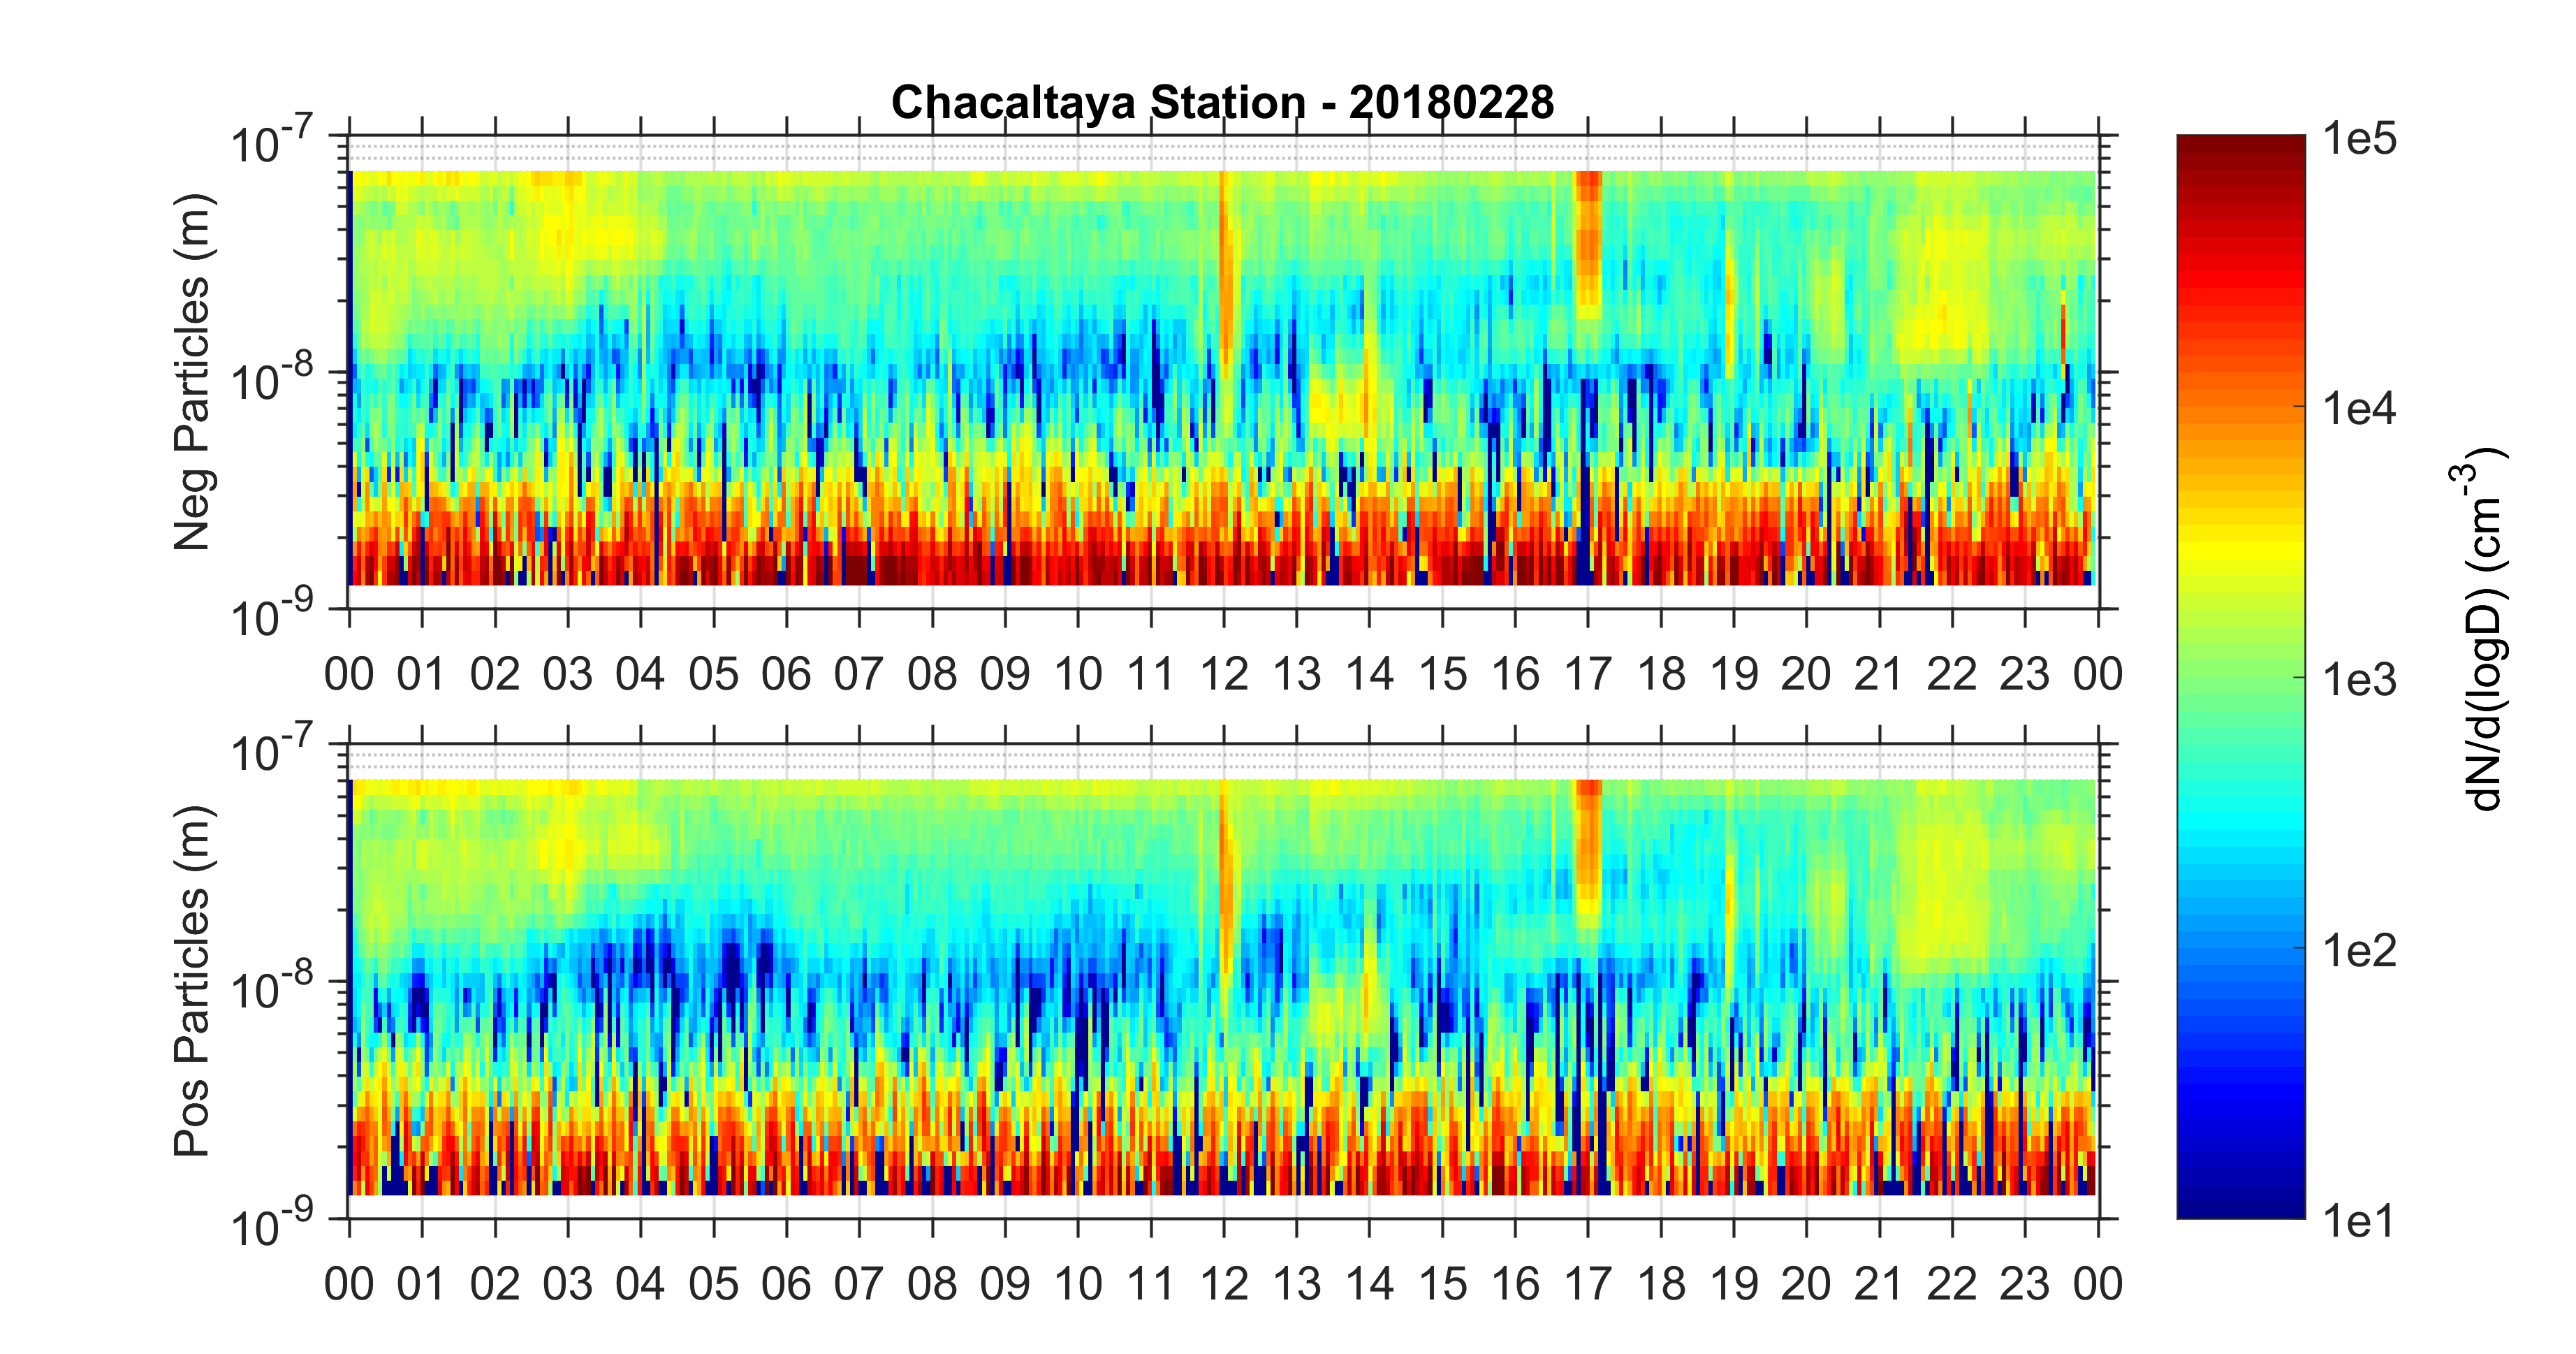 Chacaltaya Station - 20180228
10-7
10-8
10-9
Neg Particles (m)
00 01 02 03 04 05 06 07 08 09 10 11 12 13 14 15 16 17 18 19 20 21 22 23 00
10-7
10-8
10-9
Pos Particles (m)
00 01 02 03 04 05 06 07 08 09 10 11 12 13 14 15 16 17 18 19 20 21 22 23 00
1e5
1e4
1e3
1e2
1e1
dN/d(logD) (cm-3)